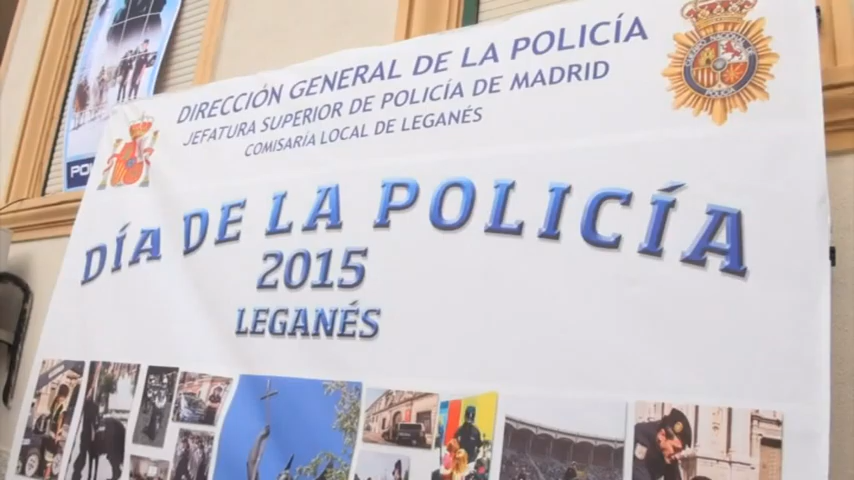 DIRECCIÓN GENERAL DE LA POLICÍA
JEFATURA SUPERIOR DE POLICÍA DE MADRID
COMISARÍA LOCAL DE LEGANÉS
DÍA DE LA POLICÍA
2015
LEGANÉS